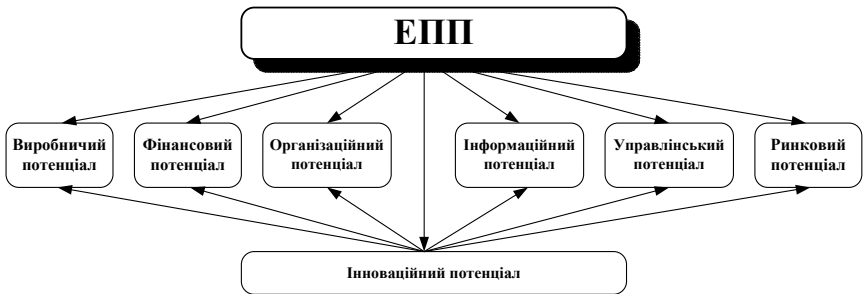 ЕПП
Виробничий
потенціал
Фінансовий
потенціал
Організаційний
потенціал
Інформаційний
потенціал
Управлінський
потенціал
Ринковий
потенціал
Інноваційний потенціал